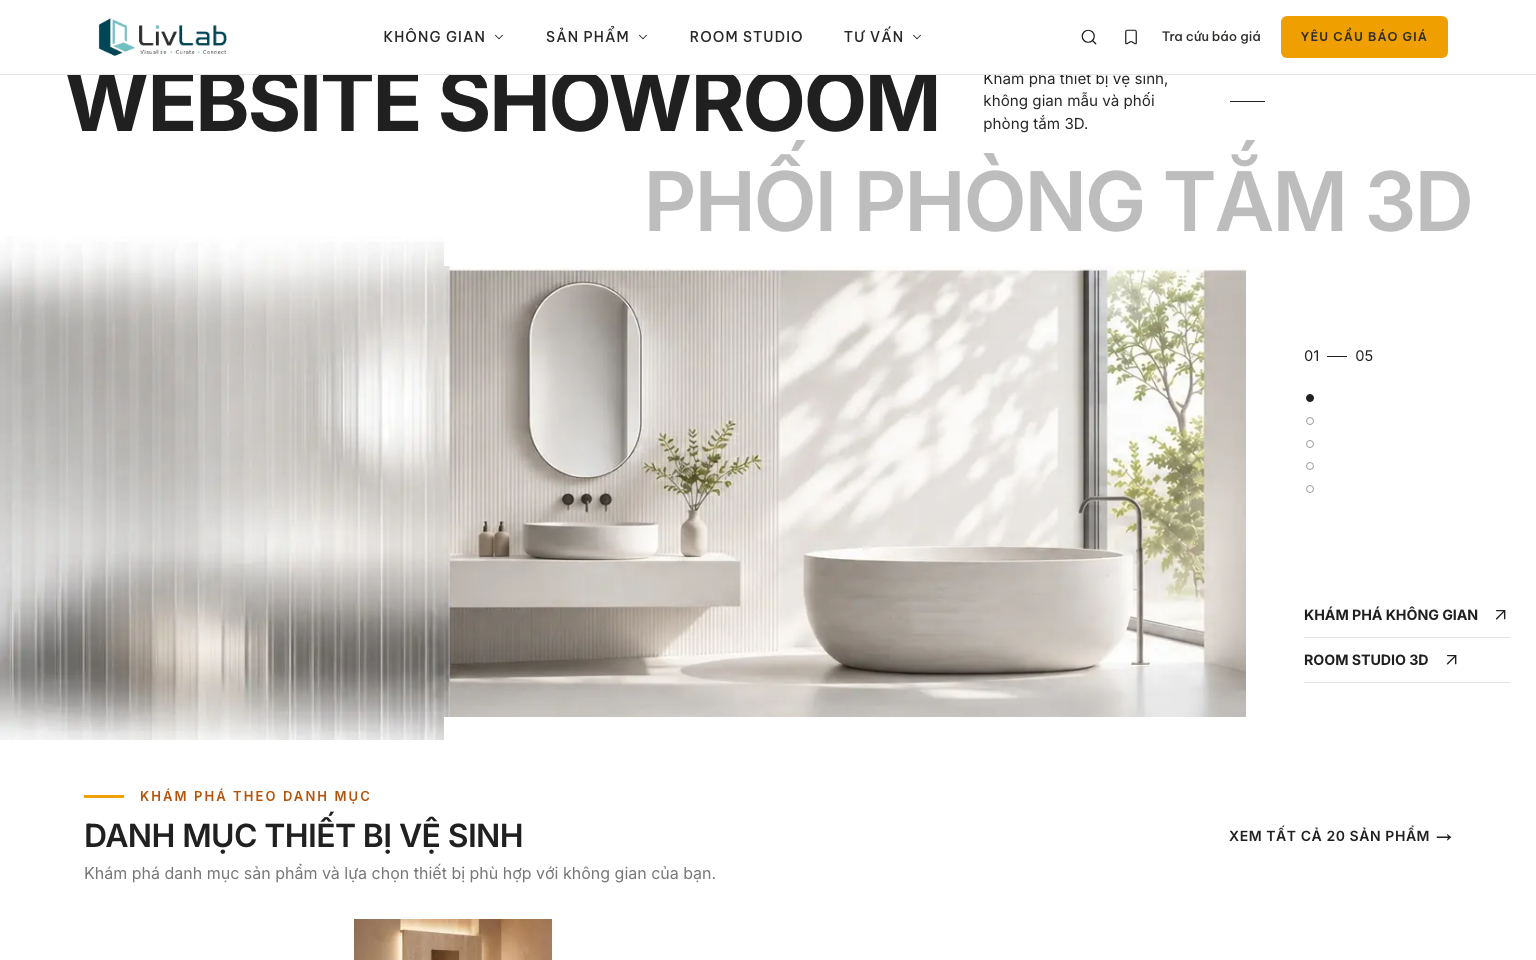 LivLab
Visualize • Curate • Connect
KHÔNG GIAN
SẢN PHẨM
ROOM STUDIO
TƯ VẤN
Tra cứu báo giá
YÊU CẦU BÁO GIÁ
WEBSITE SHOWROOM
Khám phá thiết bị vệ sinh,
không gian mẫu và phối
phòng tắm 3D.
PHỐI PHÒNG TẮM 3D
01 — 05
KHÁM PHÁ KHÔNG GIAN
ROOM STUDIO 3D
KHÁM PHÁ THEO DANH MỤC
DANH MỤC THIẾT BỊ VỆ SINH
XEM TẤT CẢ 20 SẢN PHẨM →
Khám phá danh mục sản phẩm và lựa chọn thiết bị phù hợp với không gian của bạn.